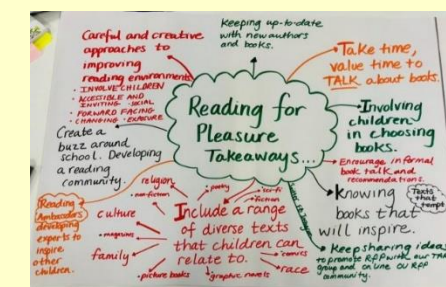 Careful and creative
approaches to
improving
reading environments
• INVOLVE CHILDREN
• ACCESSIBLE AND
INVITING · SOCIAL
• FORWARD FACING
• CHANGING · EXPOSURE
Keeping up-to-date
with new authors
and books.
Take time,
value time to
TALK about books.
Reading for
Pleasure
Takeaways...
Involving
children
in choosing
books.
Encourage informal
book talk and
recommendations.
Create a
buzz around
school. Developing
a reading
community.
Knowing
books that
will inspire.
Texts
that
tempt
Reading
Ambassadors
developing
experts to
inspire
other
children.
religion
• non-fiction
• poetry
• sci-fi
• fiction
culture
• magazines
family
Include a range
of diverse texts
that children can
relate to.
• picture books
• graphic novels
• comics
race
Keep sharing ideas
to promote RFP with our TRG
group and online OU RFP
community.